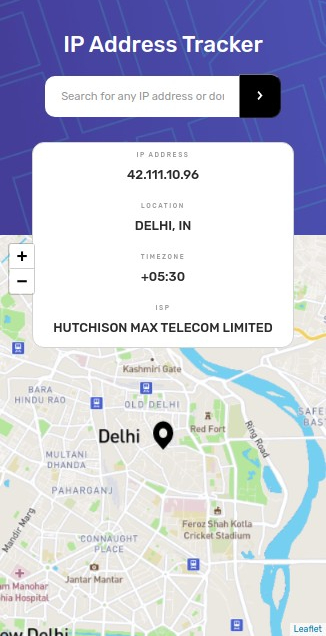 IP Address Tracker
Search for any IP address or doi
IP ADDRESS
42.111.10.96
LOCATION
DELHI, IN
TIMEZONE
+05:30
ISP
HUTCHISON MAX TELECOM LIMITED
+
−
Kashmiri Gate
BARA
HINDU RAO
OLD DELHI
SAFE
BAST
Delhi
Red Fort
Ring Road
MULTANI
DHANDA
PAHARGANJ
Mandir Marg
Feroz Shah Kotla
Cricket Stadium
CONNAUGHT
PLACE
Jantar Mantar
m Manohar
hia Hospital
ew Delhi
Leaflet